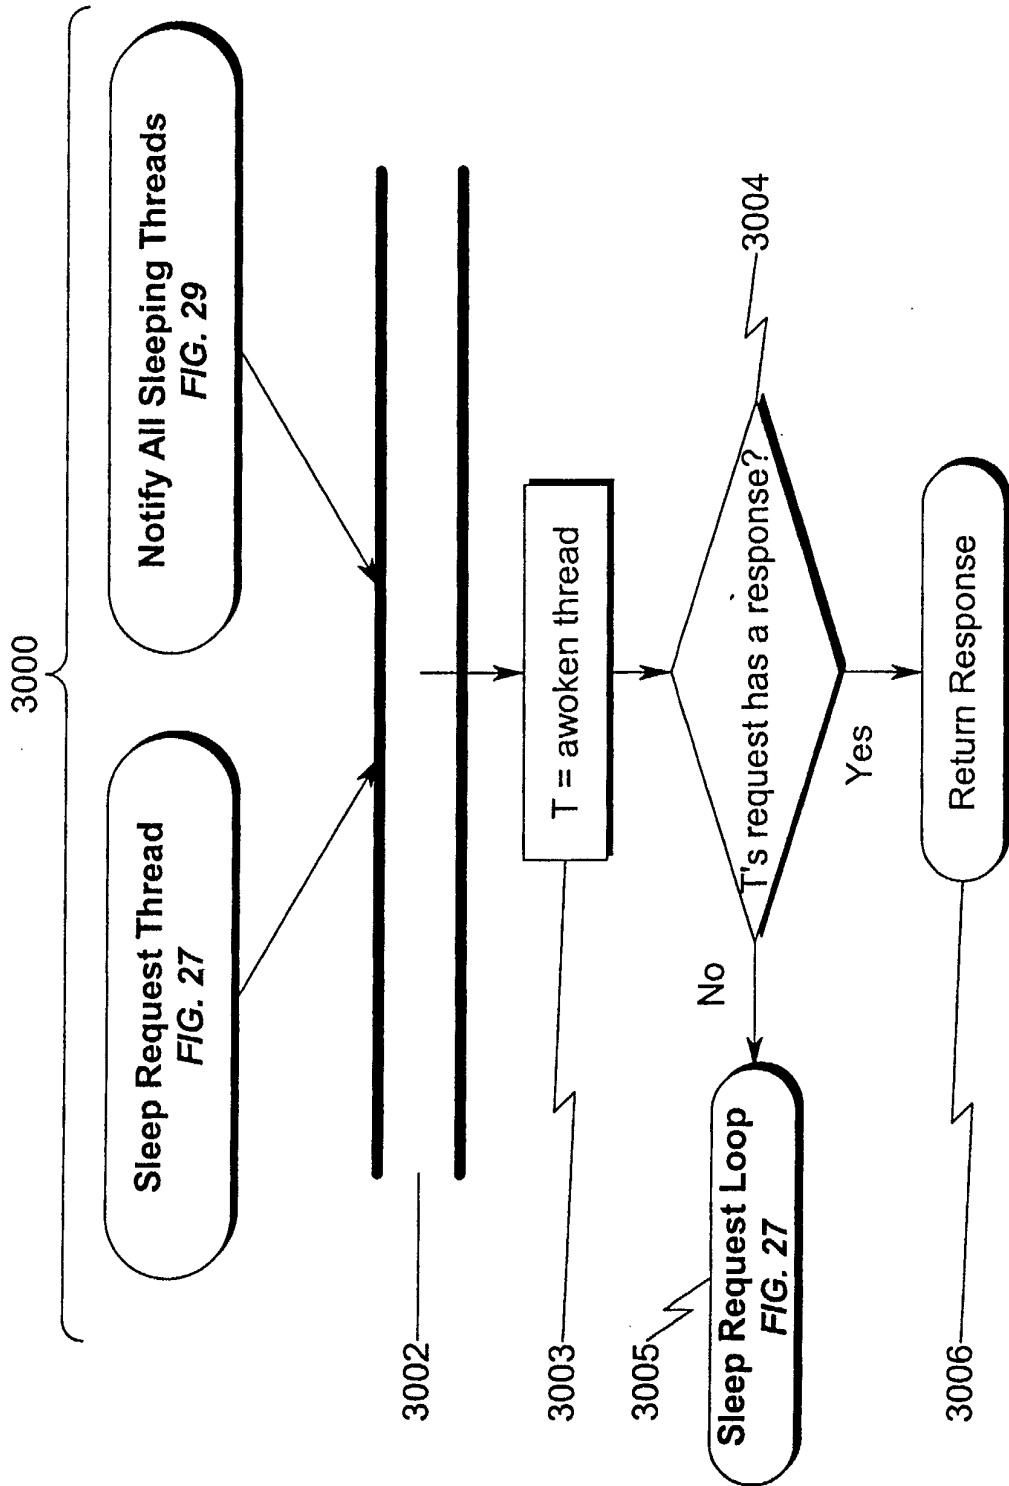 3000
Sleep Request Thread
FIG. 27
Notify All Sleeping Threads
FIG. 29
3002
3003
T = awoken thread
3004
T's request has a response?
No
Yes
3005
Sleep Request Loop
FIG. 27
3006
Return Response